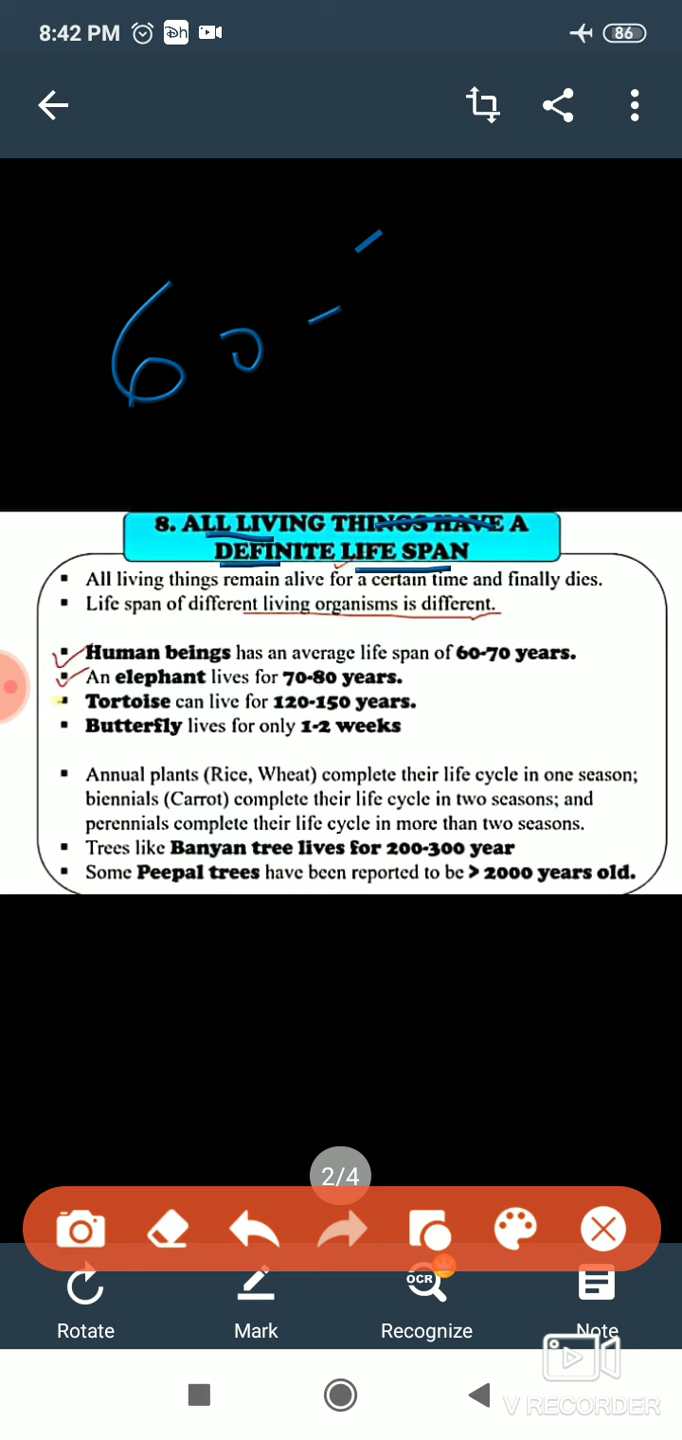 8:42 PM
86
60 -
8. ALL LIVING THINGS HAVE A
DEFINITE LIFE SPAN
▪ All living things remain alive for a certain time and finally dies.
▪ Life span of different living organisms is different.
▪ Human beings has an average life span of 60-70 years.
▪ An elephant lives for 70-80 years.
▪ Tortoise can live for 120-150 years.
▪ Butterfly lives for only 1-2 weeks
▪ Annual plants (Rice, Wheat) complete their life cycle in one season;
biennials (Carrot) complete their life cycle in two seasons; and
perennials complete their life cycle in more than two seasons.
▪ Trees like Banyan tree lives for 200-300 year
▪ Some Peepal trees have been reported to be > 2000 years old.
2/4
OCR
Rotate Mark Recognize Note
V RECORDER